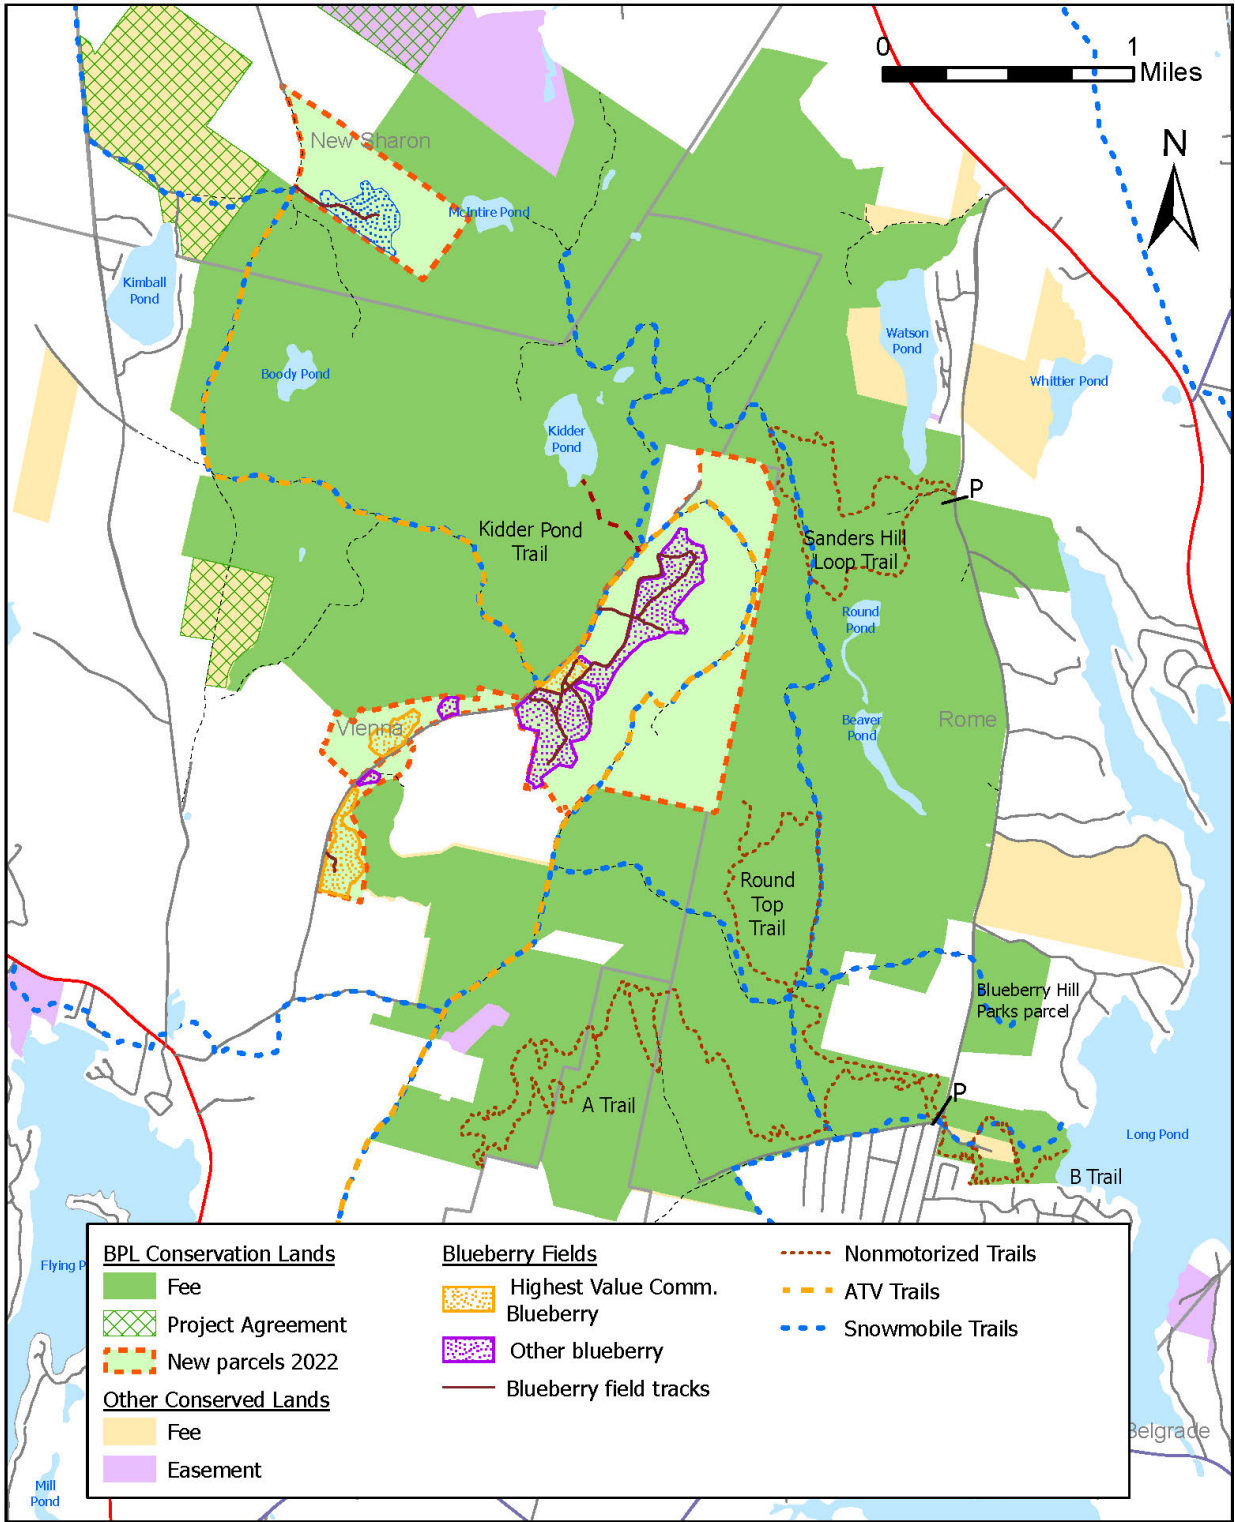 0
1
Miles
N
New Sharon
McIntire Pond
Kimball
Pond
Watson
Pond
Boody Pond
Whittier Pond
Kidder
Pond
P
Kidder Pond
Trail
Sanders Hill
Loop Trail
Round
Pond
Vienna
Beaver
Pond
Rome
Round
Top
Trail
Blueberry Hill
Parks parcel
P
A Trail
Long Pond
B Trail
BPL Conservation Lands
Fee
Project Agreement
New parcels 2022
Other Conserved Lands
Fee
Easement
Blueberry Fields
Highest Value Comm.
Blueberry
Other blueberry
Blueberry field tracks
Nonmotorized Trails
ATV Trails
Snowmobile Trails
Flying P
Belgrade
Mill
Pond